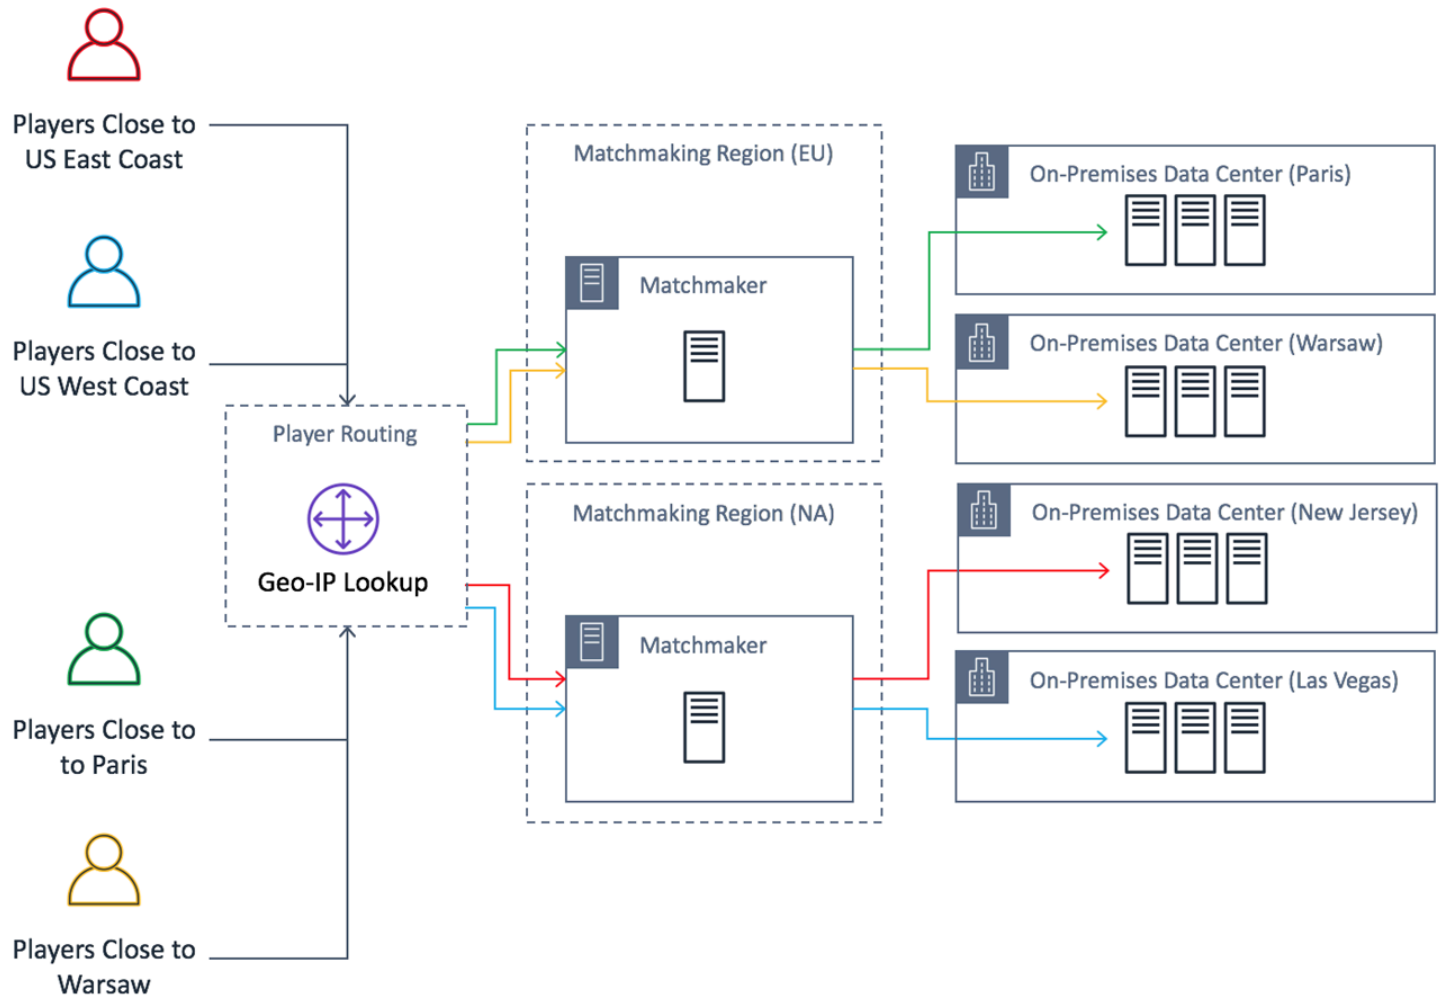 Players Close to
US East Coast
Players Close to
US West Coast
Player Routing
Geo-IP Lookup
Players Close to
to Paris
Players Close to
Warsaw
Matchmaking Region (EU)
Matchmaker
Matchmaking Region (NA)
Matchmaker
On-Premises Data Center (Paris)
On-Premises Data Center (Warsaw)
On-Premises Data Center (New Jersey)
On-Premises Data Center (Las Vegas)